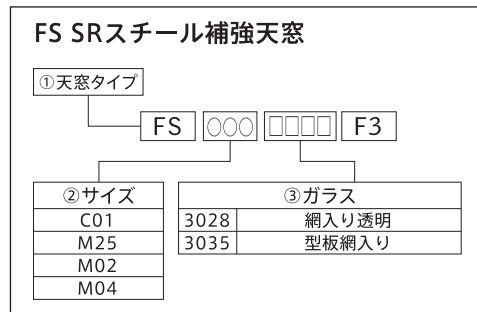 FS SRスチール補強天窓
①天窓タイプ
FS ○○○ □□□□ F3
②サイズ
C01
M25
M02
M04
③ガラス
3028 網入り透明
3035 型板網入り